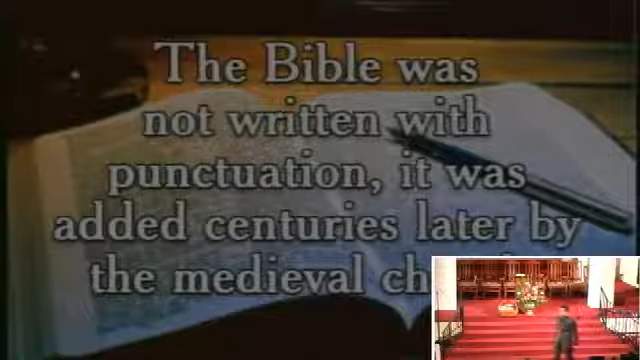 The Bible was
not written with
punctuation, it was
added centuries later by
the medieval